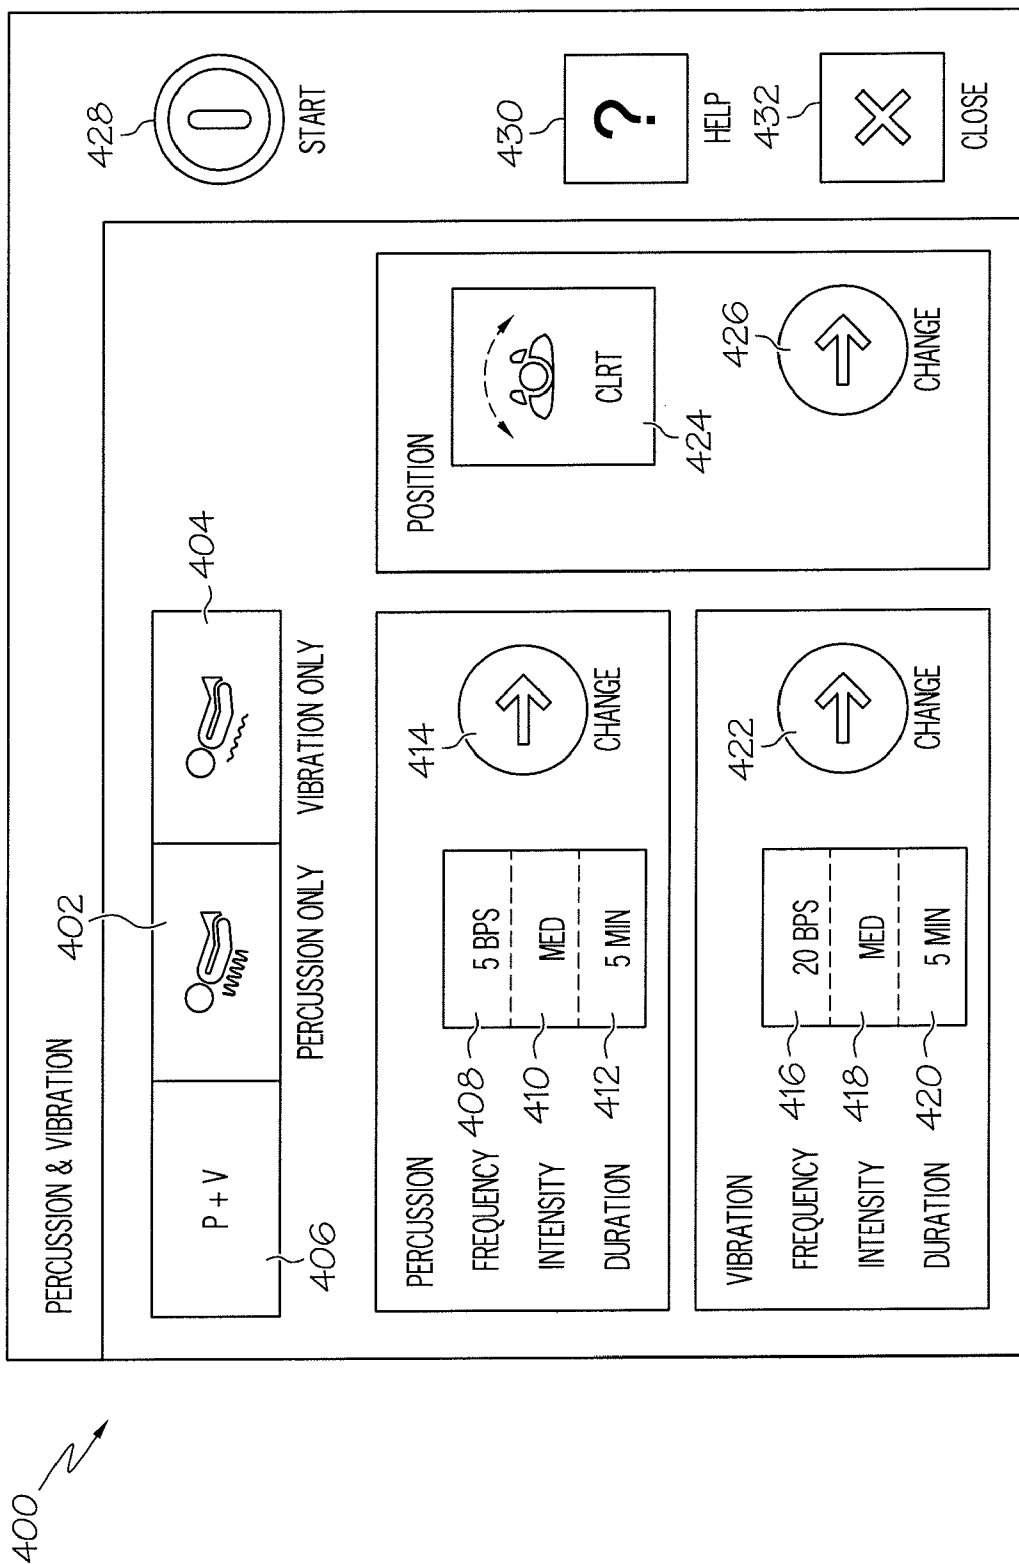 400
PERCUSSION & VIBRATION
402
404
406
P + V
PERCUSSION ONLY
VIBRATION ONLY
428
START
PERCUSSION
FREQUENCY
408
5 BPS
INTENSITY
410
MED
DURATION
412
5 MIN
414
CHANGE
VIBRATION
FREQUENCY
416
20 BPS
INTENSITY
418
MED
DURATION
420
5 MIN
422
CHANGE
POSITION
CLRT
424
426
CHANGE
430
?
HELP
432
CLOSE